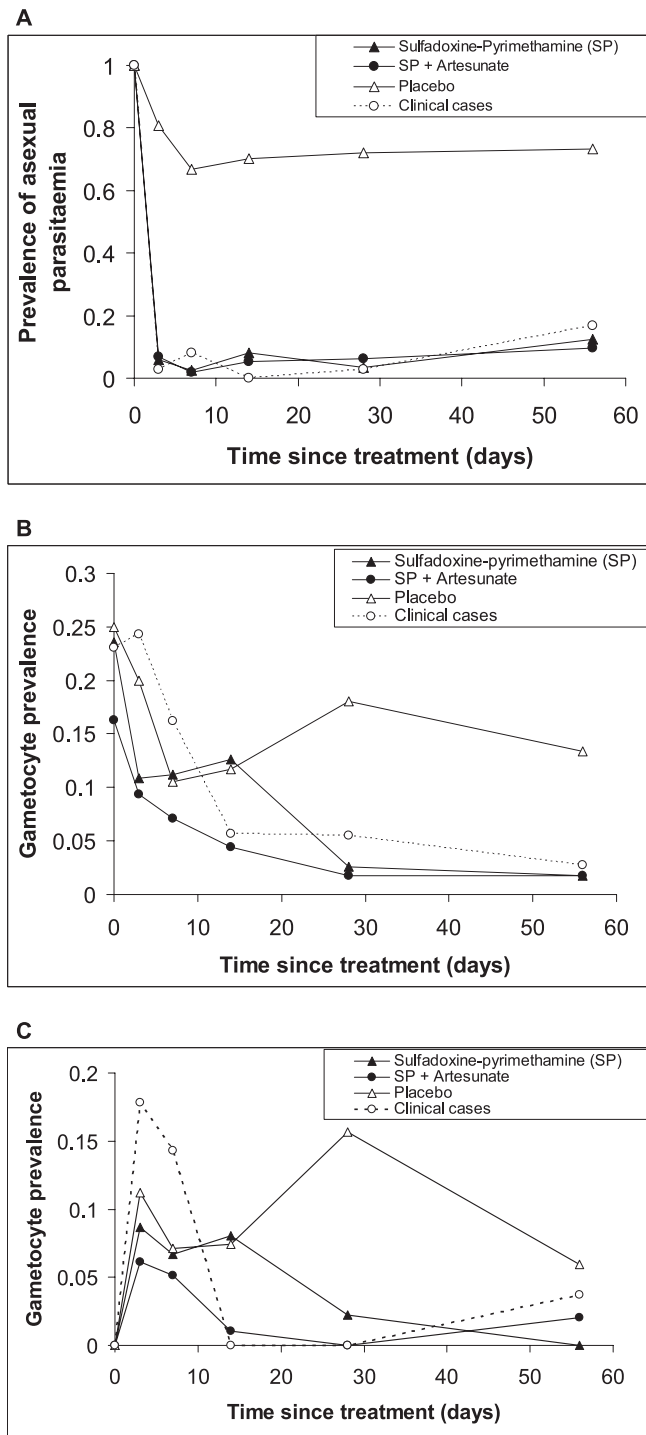 A
Sulfadoxine-Pyrimethamine (SP)
SP + Artesunate
Placebo
Clinical cases
1
0.8
0.6
0.4
0.2
0
Prevalence of asexual
parasitaemia
0 10 20 30 40 50 60
Time since treatment (days)
B
Sulfadoxine-pyrimethamine (SP)
SP + Artesunate
Placebo
Clinical cases
0.3
0.25
0.2
0.15
0.1
0.05
0
Gametocyte prevalence
0 10 20 30 40 50 60
Time since treatment (days)
C
Sulfadoxine-pyrimethamine (SP)
SP + Artesunate
Placebo
Clinical cases
0.2
0.15
0.1
0.05
0
Gametocyte prevalence
0 10 20 30 40 50 60
Time since treatment (days)